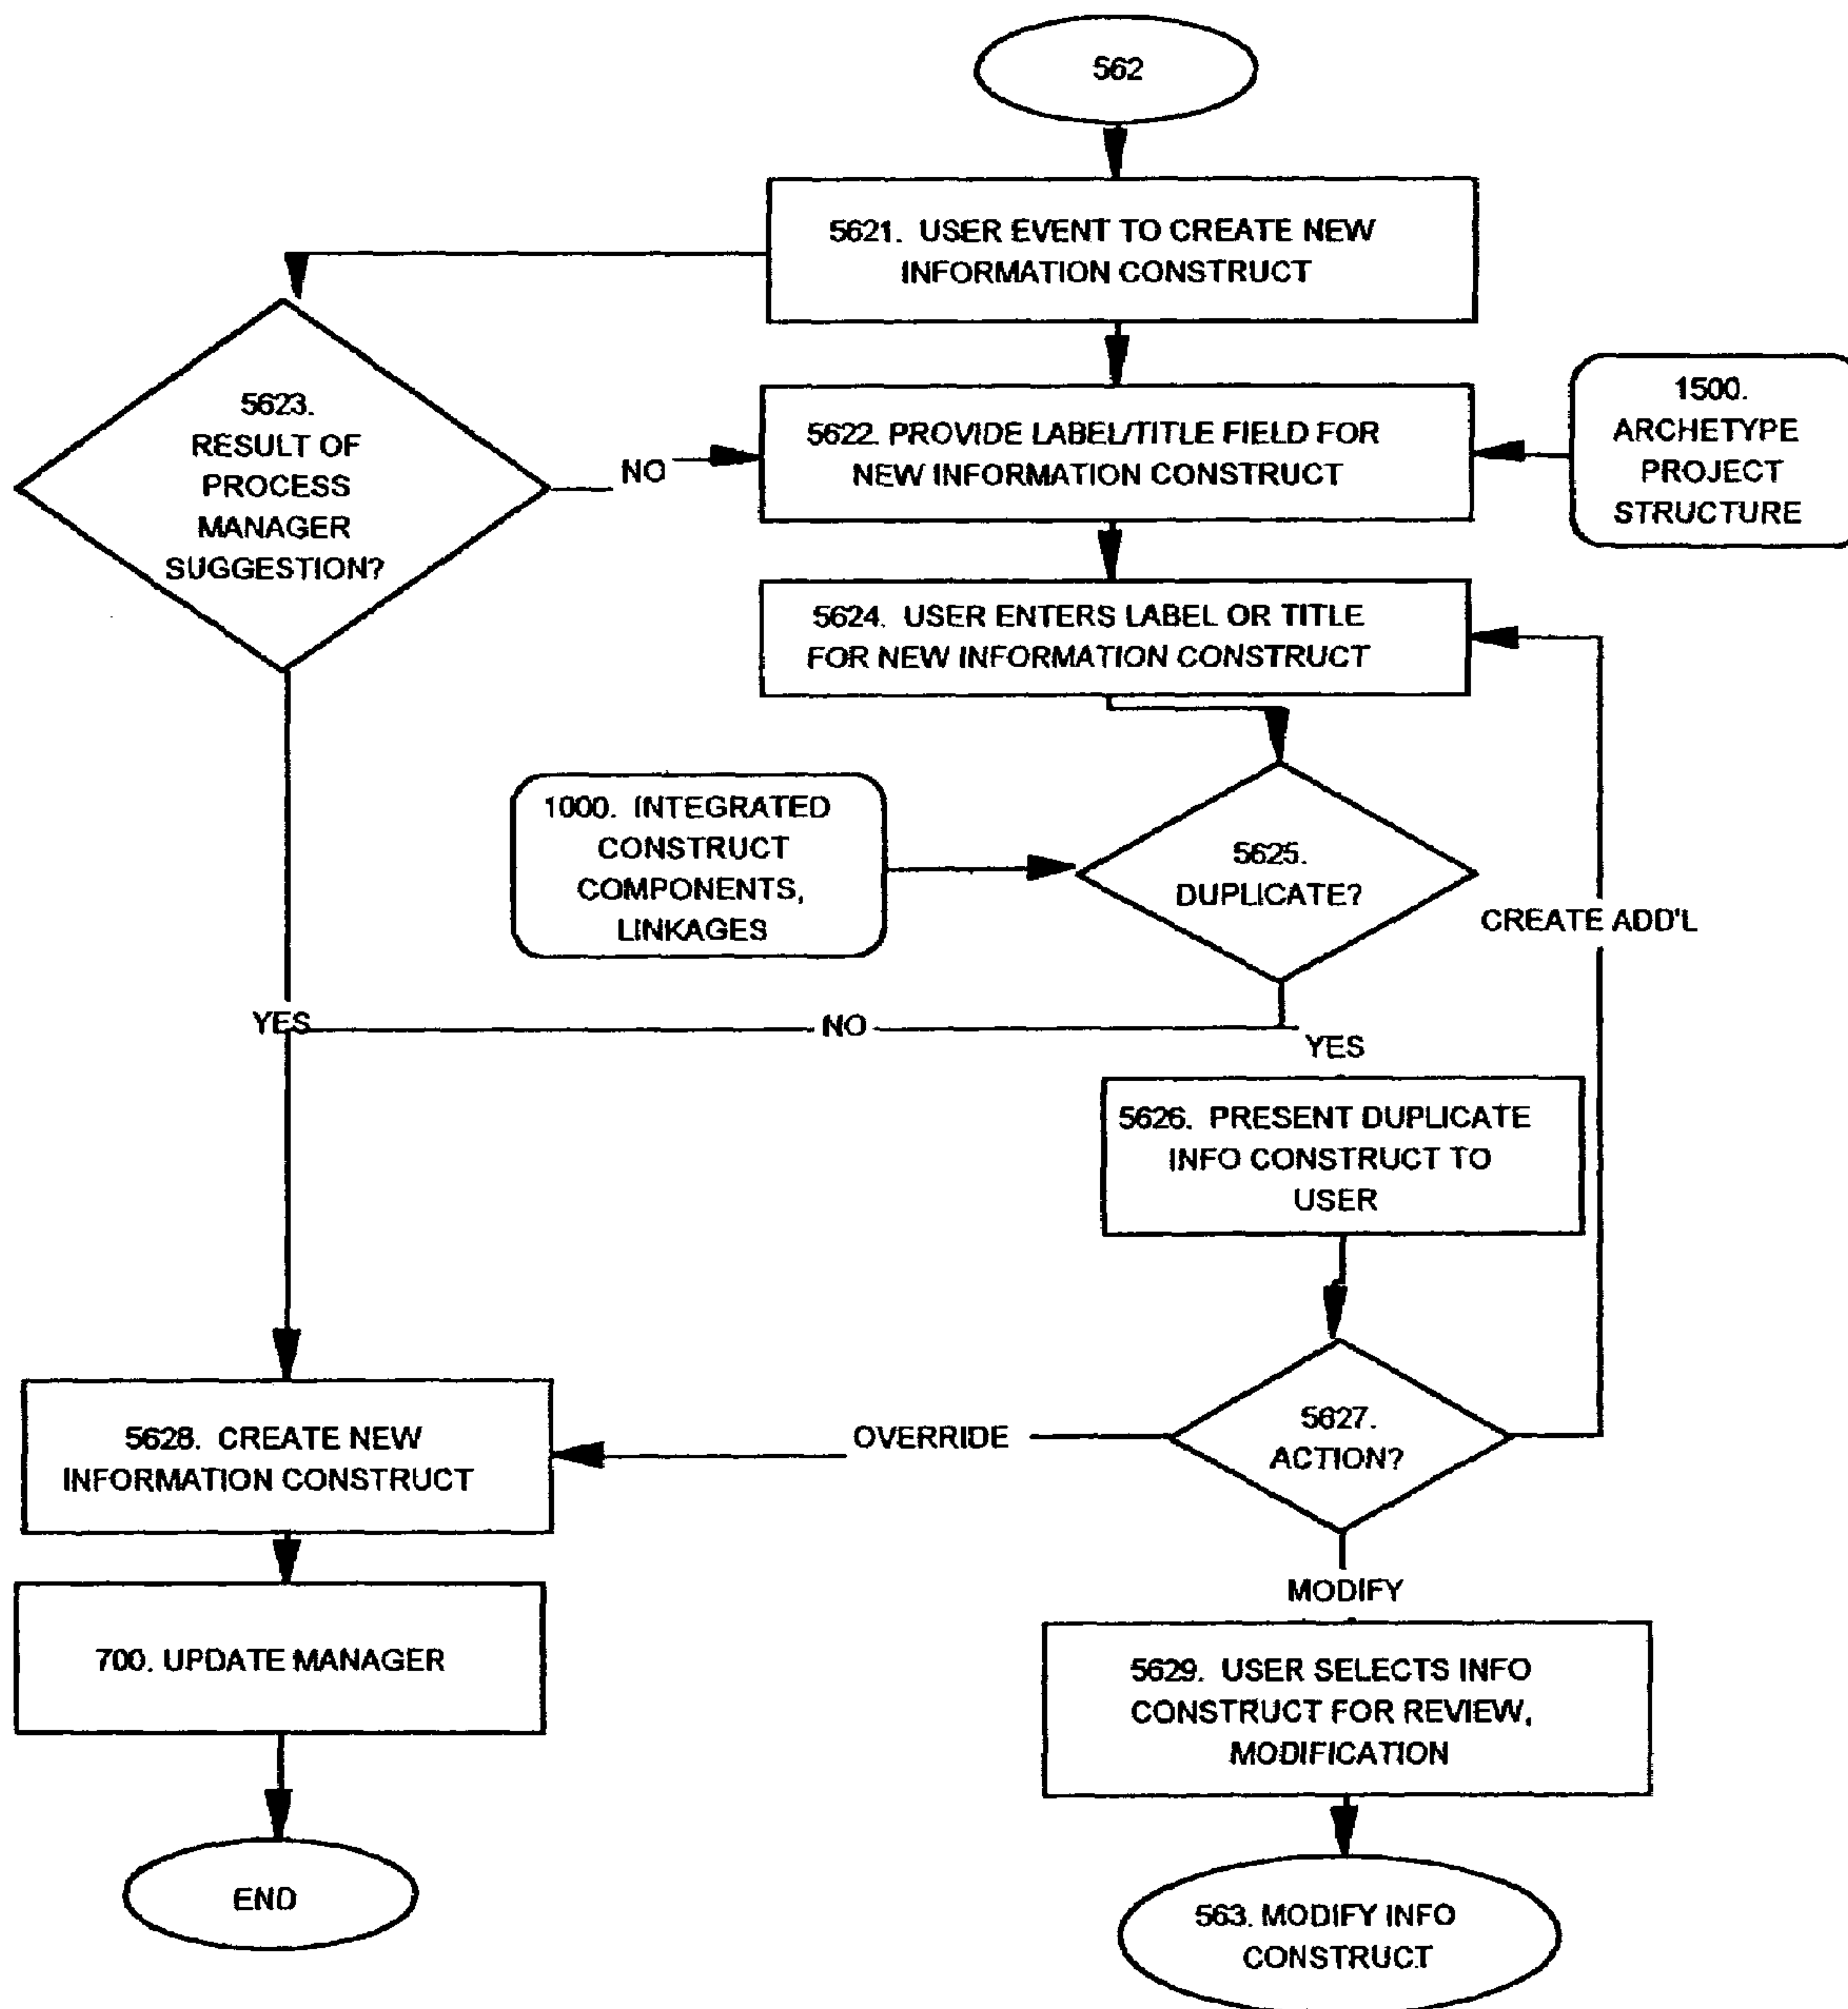 562
5621. USER EVENT TO CREATE NEW
INFORMATION CONSTRUCT
5623.
RESULT OF
PROCESS
MANAGER
SUGGESTION?
NO
5622. PROVIDE LABEL/TITLE FIELD FOR
NEW INFORMATION CONSTRUCT
1500.
ARCHETYPE
PROJECT
STRUCTURE
5624. USER ENTERS LABEL OR TITLE
FOR NEW INFORMATION CONSTRUCT
1000. INTEGRATED
CONSTRUCT
COMPONENTS,
LINKAGES
5625.
DUPLICATE?
CREATE ADD'L
YES
NO
YES
5626. PRESENT DUPLICATE
INFO CONSTRUCT TO
USER
5628. CREATE NEW
INFORMATION CONSTRUCT
OVERRIDE
5627.
ACTION?
MODIFY
700. UPDATE MANAGER
5629. USER SELECTS INFO
CONSTRUCT FOR REVIEW,
MODIFICATION
END
563. MODIFY INFO
CONSTRUCT